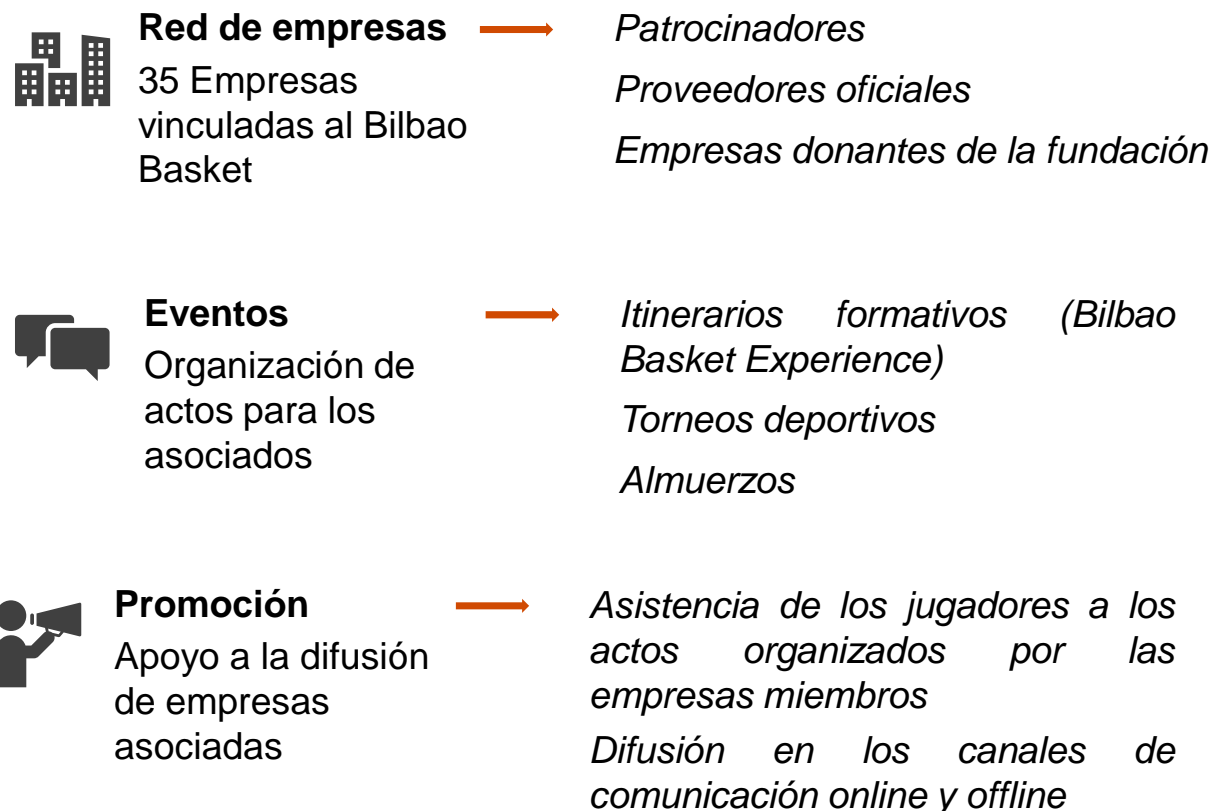 Red de empresas
35 Empresas
vinculadas al Bilbao
Basket
Patrocinadores
Proveedores oficiales
Empresas donantes de la fundación
Eventos
Organización de
actos para los
asociados
Itinerarios formativos (Bilbao
Basket Experience)
Torneos deportivos
Almuerzos
Promoción
Apoyo a la difusión
de empresas
asociadas
Asistencia de los jugadores a los
actos organizados por las
empresas miembros
Difusión en los canales de
comunicación online y offline